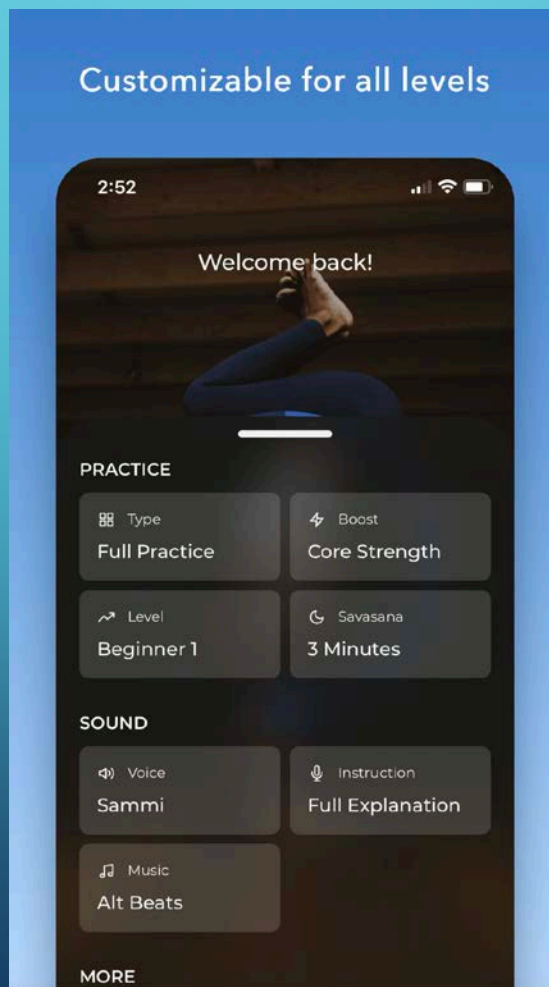 Customizable for all levels
2:52
Welcome back!
PRACTICE
Type
Full Practice
Boost
Core Strength
Level
Beginner 1
Savasana
3 Minutes
SOUND
Voice
Sammi
Instruction
Full Explanation
Music
Alt Beats
MORE